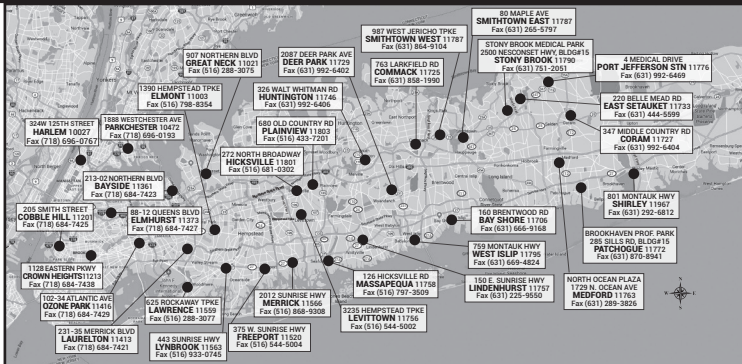 80 MAPLE AVE
SMITHTOWN EAST 11787
Fax (631) 265-5797
987 WEST JERICHO TPKE
SMITHTOWN WEST 11787
Fax (631) 864-9104
907 NORTHERN BLVD
GREAT NECK 11021
Fax (516) 288-3075
2087 DEER PARK AVE
DEER PARK 11729
Fax (631) 992-6402
STONY BROOK MEDICAL PARK
2500 NESCONSET HWY, BLDG#15
STONY BROOK 11790
Fax (631) 751-2051
4 MEDICAL DRIVE
PORT JEFFERSON STN 11776
Fax (631) 992-6469
763 LARKFIELD RD
COMMACK 11725
Fax (631) 858-1990
1390 HEMPSTEAD TPKE
ELMONT 11003
Fax (516) 798-8354
326 WALT WHITMAN RD
HUNTINGTON 11746
Fax (631) 992-6406
220 BELLE MEAD RD
EAST SETAUKET 11733
Fax (631) 444-5599
324W 125TH STREET
HARLEM 10027
Fax (718) 696-0767
1888 WESTCHESTER AVE
PARKCHESTER 10472
Fax (718) 696-0193
680 OLD COUNTRY RD
PLAINVIEW 11803
Fax (516) 433-7201
347 MIDDLE COUNTRY RD
CORAM 11727
Fax (631) 992-6404
272 NORTH BROADWAY
HICKSVILLE 11801
Fax (516) 681-0302
213-02 NORTHERN BLVD
BAYSIDE 11361
Fax (718) 684-7423
801 MONTAUK HWY
SHIRLEY 11967
Fax (631) 292-6812
205 SMITH STREET
COBBLE HILL 11201
Fax (718) 684-7425
88-12 QUEENS BLVD
ELMHURST 11373
Fax (718) 684-7427
160 BRENTWOOD RD
BAY SHORE 11706
Fax (631) 666-9168
BROOKHAVEN PROF. PARK
285 SILLS RD, BLDG#15
PATCHOGUE 11772
Fax (631) 870-8941
759 MONTAUK HWY
WEST ISLIP 11795
Fax (631) 669-4824
1128 EASTERN PKWY
CROWN HEIGHTS 11213
Fax (718) 684-7438
126 HICKSVILLE RD
MASSAPEQUA 11758
Fax (516) 797-3509
150 E. SUNRISE HWY
LINDENHURST 11757
Fax (631) 225-9550
NORTH OCEAN PLAZA
1729 N. OCEAN AVE
MEDFORD 11763
Fax (631) 289-3826
102-34 ATLANTIC AVE
OZONE PARK 11416
Fax (718) 684-7429
625 ROCKAWAY TPKE
LAWRENCE 11559
Fax (516) 288-3077
2012 SUNRISE HWY
MERRICK 11566
Fax (516) 868-9308
3235 HEMPSTEAD TPKE
LEVITTOWN 11756
Fax (516) 544-5002
231-35 MERRICK BLVD
LAURELTON 11413
Fax (718) 684-7421
443 SUNRISE HWY
LYNBROOK 11563
Fax (516) 933-0745
375 W. SUNRISE HWY
FREEPORT 11520
Fax (516) 544-5004
Hempstead